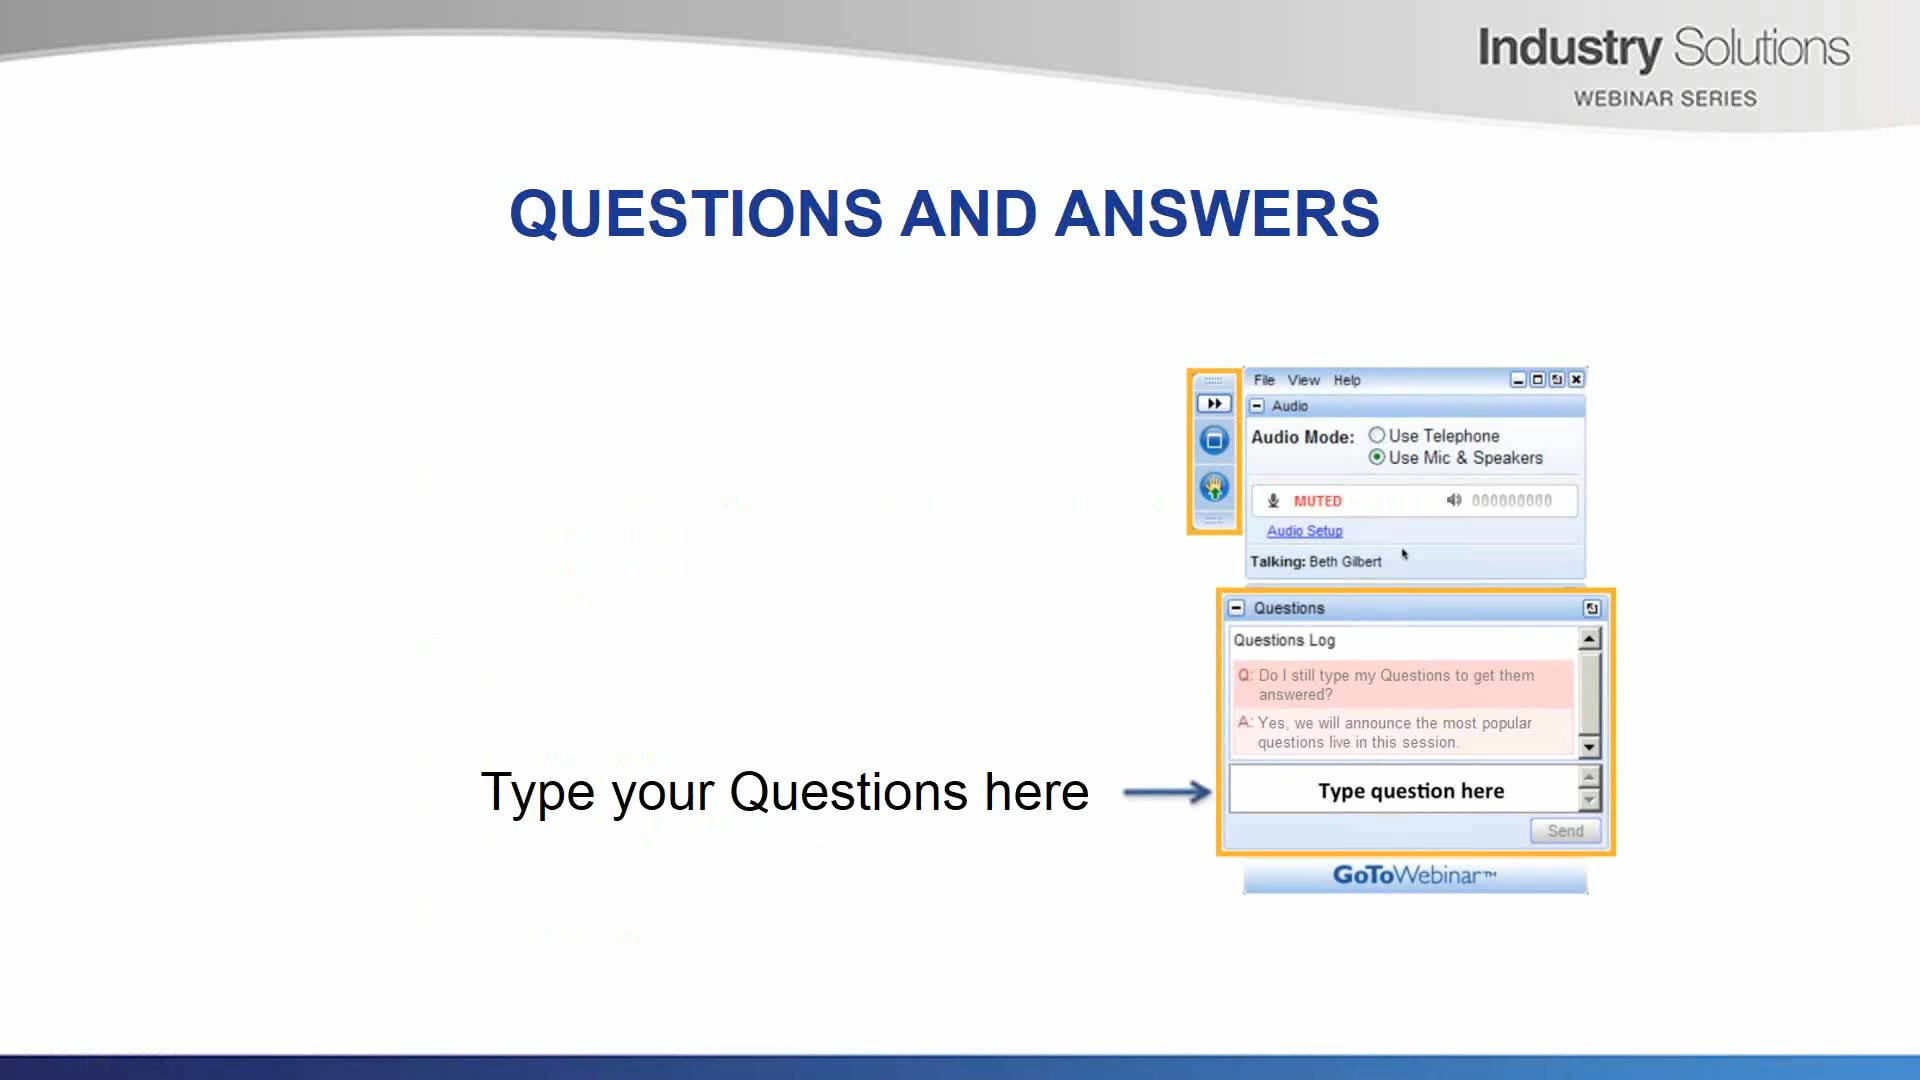 Industry Solutions
WEBINAR SERIES
QUESTIONS AND ANSWERS
File View Help
Audio
Audio Mode: Use Telephone
Use Mic & Speakers
MUTED 000000000
Audio Setup
Talking: Beth Gilbert
Questions
Questions Log
Q: Do I still type my Questions to get them
answered?
A: Yes, we will announce the most popular
questions live in this session.
Type your Questions here
Type question here
Send
GoToWebinar™